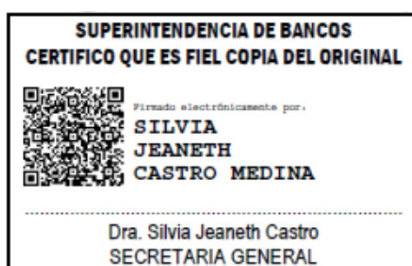 SUPERINTENDENCIA DE BANCOS
CERTIFICO QUE ES FIEL COPIA DEL ORIGINAL
Firmado electrónicamente por:
SILVIA
JEANETH
CASTRO MEDINA
Dra. Silvia Jeaneth Castro
SECRETARIA GENERAL